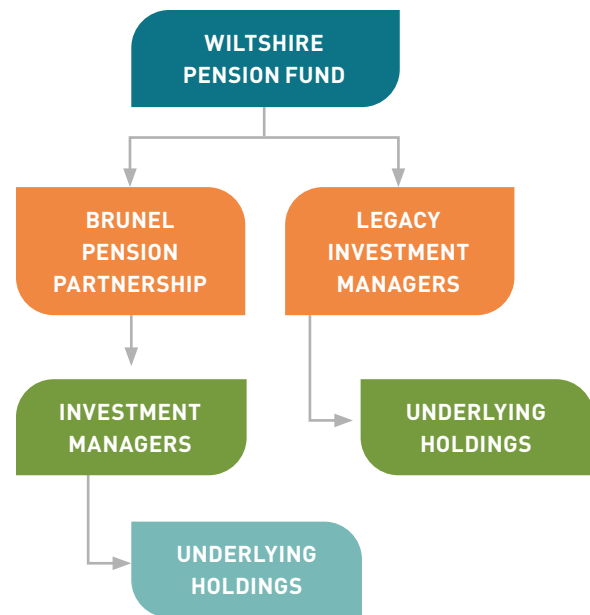 WILTSHIRE
PENSION FUND
BRUNEL
PENSION
PARTNERSHIP
LEGACY
INVESTMENT
MANAGERS
INVESTMENT
MANAGERS
UNDERLYING
HOLDINGS
UNDERLYING
HOLDINGS